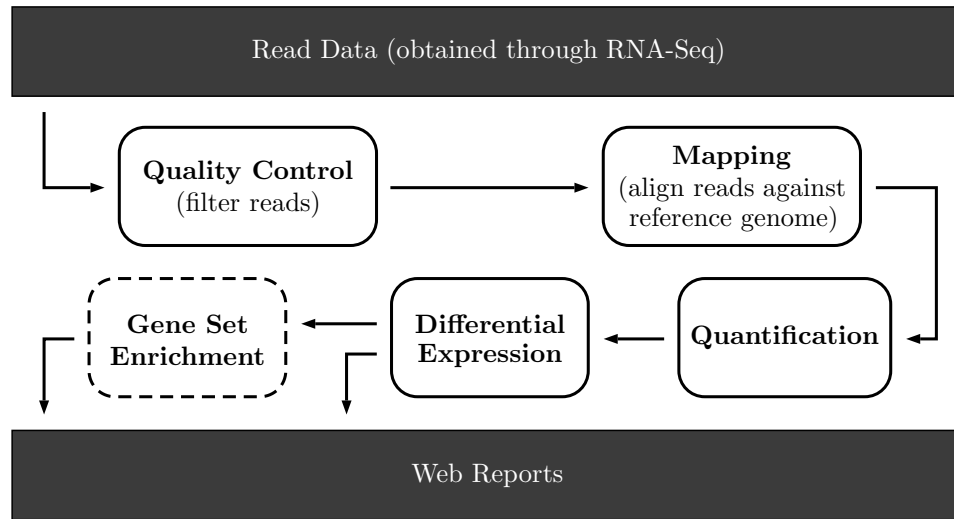 Read Data (obtained through RNA-Seq)
Quality Control
(filter reads)
Mapping
(align reads against
reference genome)
Gene Set
Enrichment
Differential
Expression
Quantification
Web Reports